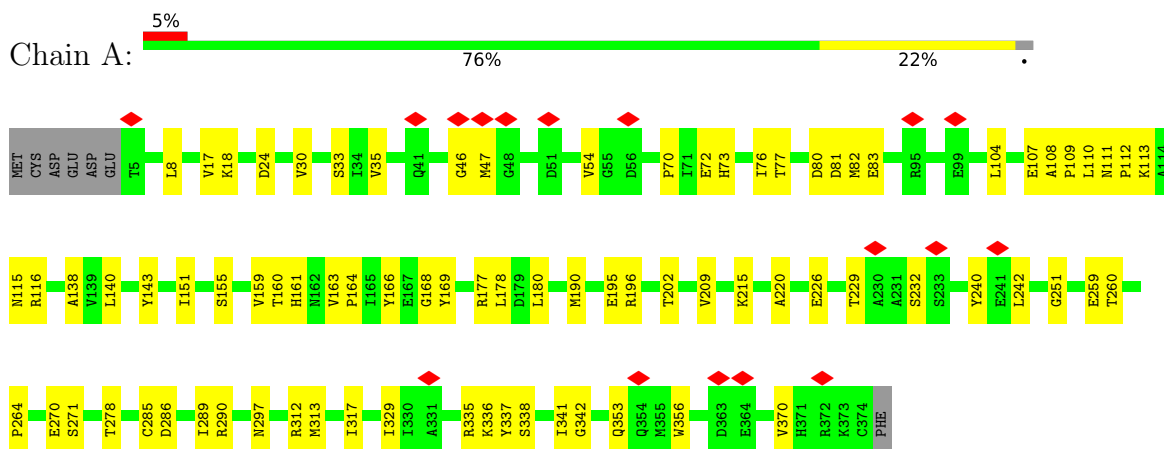 5%
Chain A:
76% 22% •
MET CYS ASP GLU ASP GLU T5 L8 V17 K18 D24 V30 S33 I34 V35 Q41 G46 M47 G48 D51 V54 G55 D56 P70 I71 E72 H73 I76 T77 D80 D81 M82 E83 R95 E99 L104 E107 A108 P109 L110 N111 P112 K113 A114
N115 R116 A138 V139 L140 Y143 I151 S155 V159 T160 H161 N162 V163 P164 I165 Y166 E167 G168 Y169 R177 L178 D179 L180 M190 E195 R196 T202 V209 K215 A220 E226 T229 A230 A231 S232 S233 Y240 E241 L242 G251 E259 T260
P264 E270 S271 T278 C285 D286 I289 R290 N297 R312 M313 I317 I329 I330 A331 R335 K336 Y337 S338 I341 G342 Q353 Q354 M355 W356 D363 E364 V370 H371 R372 K373 C374 PHE